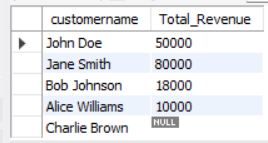 customername Total_Revenue
John Doe 50000
Jane Smith 80000
Bob Johnson 18000
Alice Williams 10000
Charlie Brown NULL